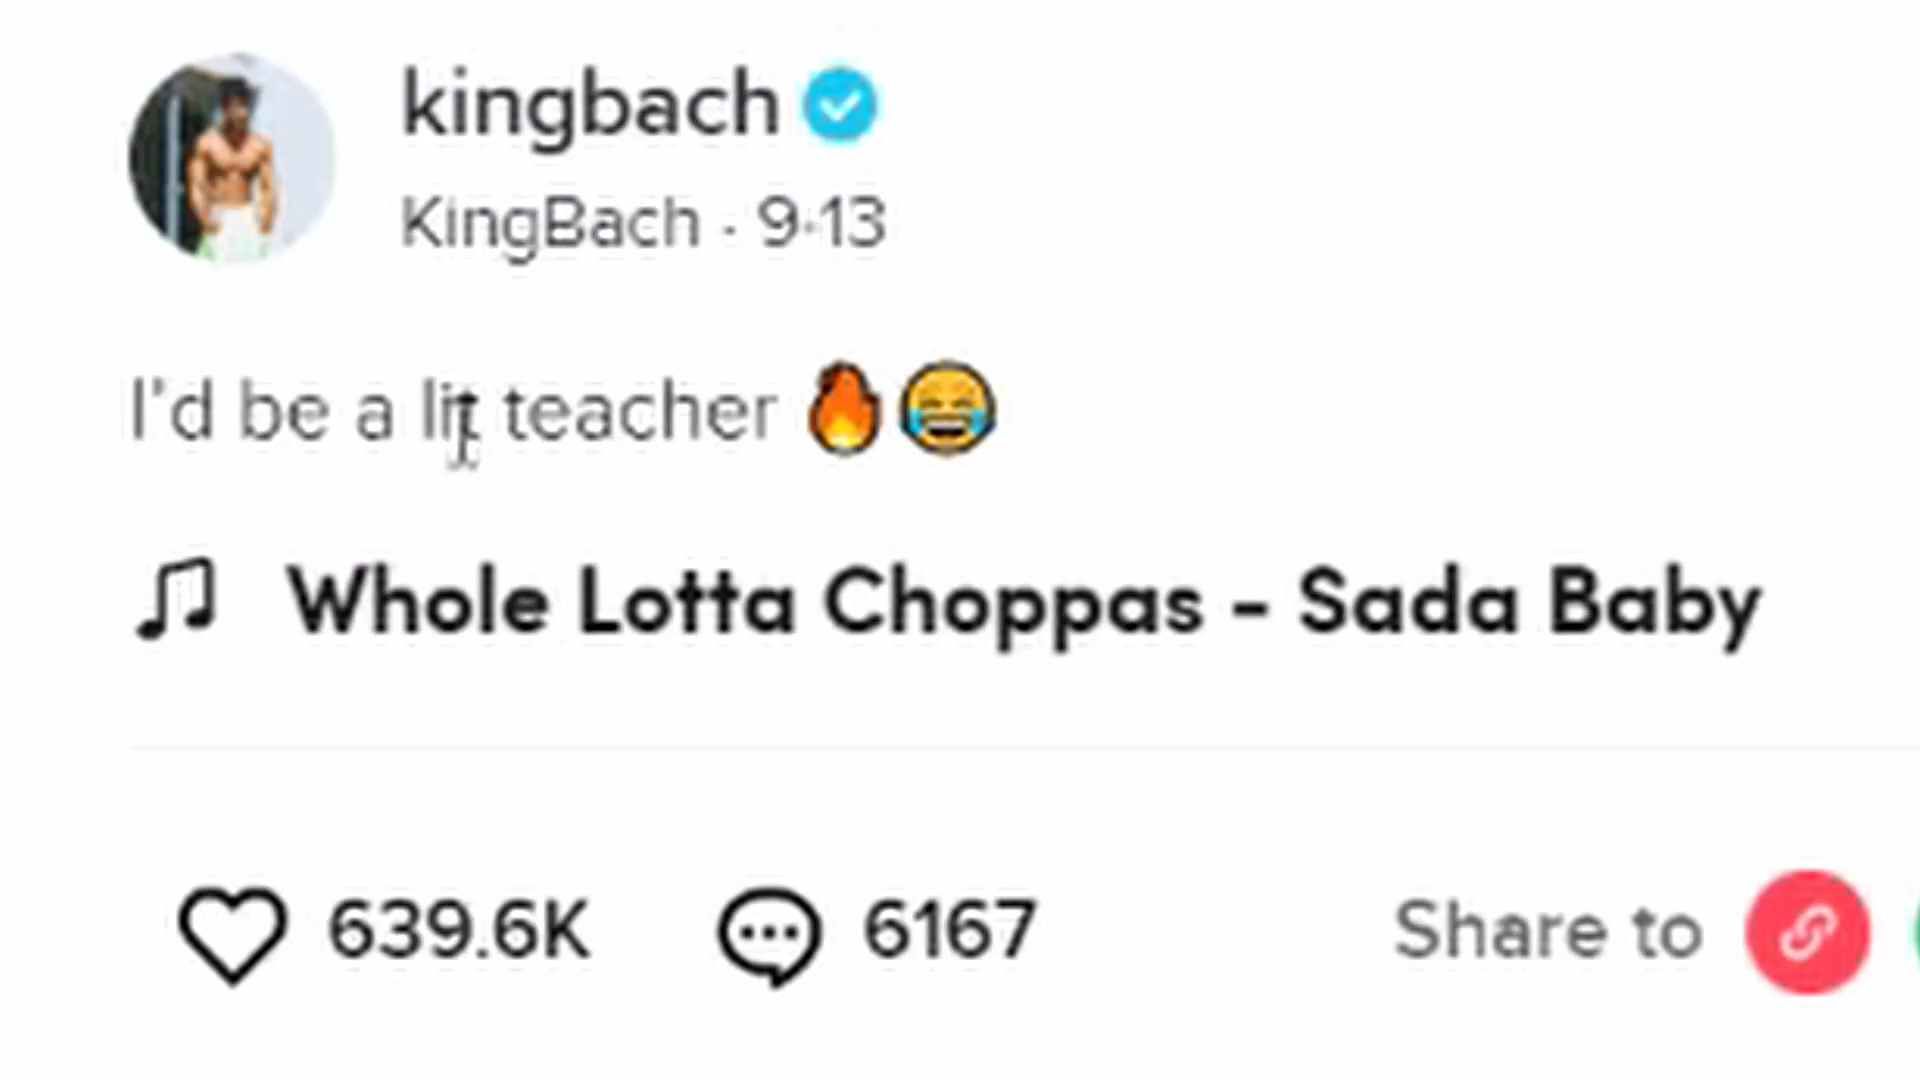 kingbach
KingBach · 9-13
I'd be a lit teacher 🔥😂
Whole Lotta Choppas - Sada Baby
639.6K 6167 Share to